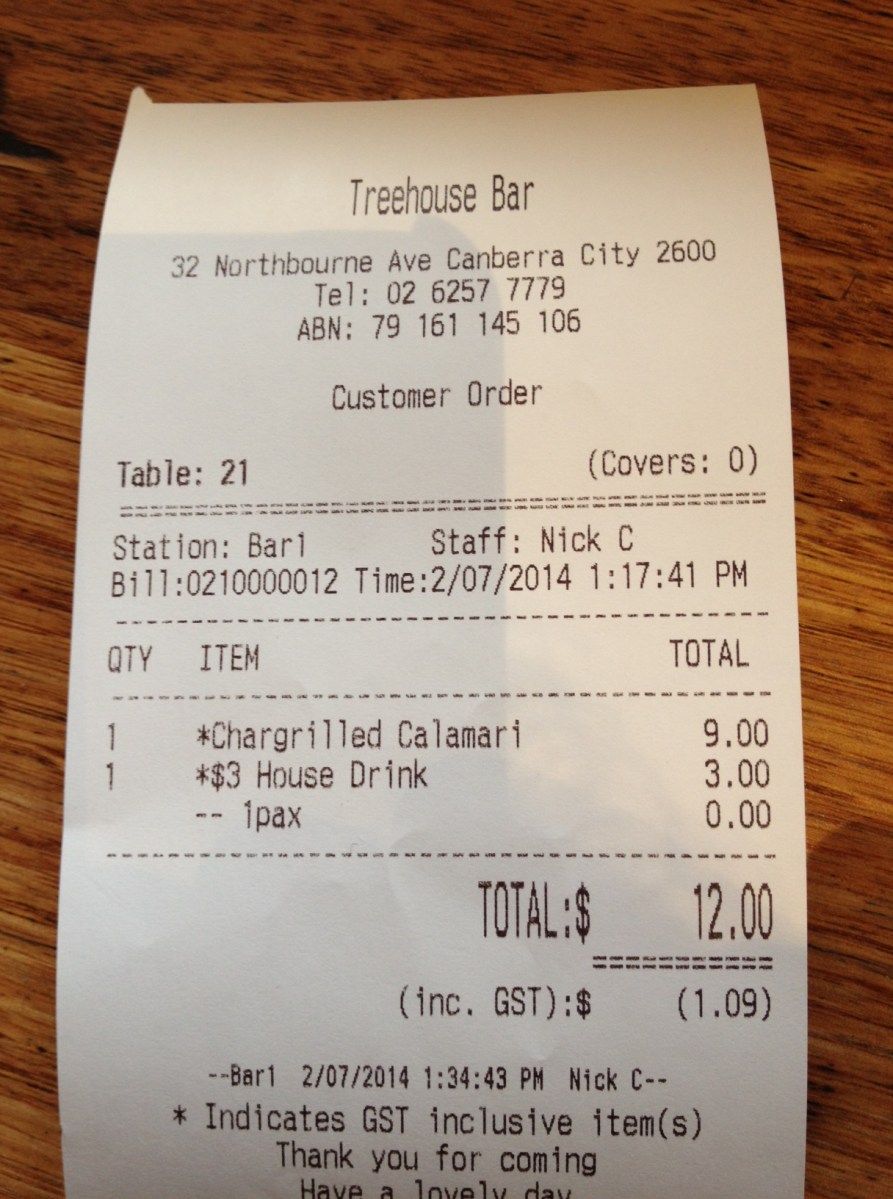 Treehouse Bar
32 Northbourne Ave Canberra City 2600
Tel: 02 6257 7779
ABN: 79 161 145 106
Customer Order
Table: 21 (Covers: 0)
Station: Bar1 Staff: Nick C
Bill:0210000012 Time:2/07/2014 1:17:41 PM
QTY ITEM TOTAL
1 *Chargrilled Calamari 9.00
1 *$3 House Drink 3.00
-- 1pax 0.00
TOTAL:$ 12.00
(inc. GST):$ (1.09)
--Bar1 2/07/2014 1:34:43 PM Nick C--
* Indicates GST inclusive item(s)
Thank you for coming
Have a lovely day